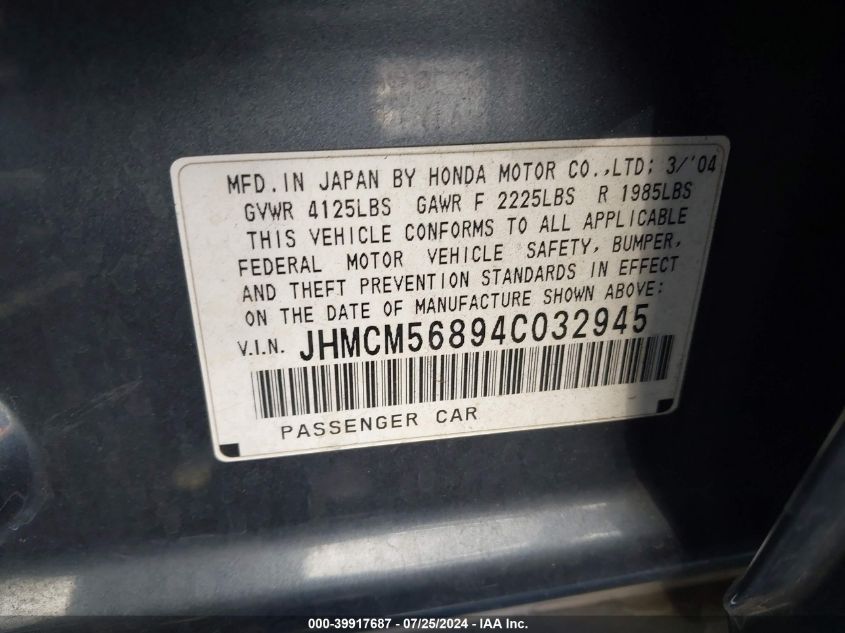 MFD.IN JAPAN BY HONDA MOTOR CO.,LTD; 3/'04
GVWR 4125LBS GAWR F 2225LBS R 1985LBS
THIS VEHICLE CONFORMS TO ALL APPLICABLE
FEDERAL MOTOR VEHICLE SAFETY, BUMPER,
AND THEFT PREVENTION STANDARDS IN EFFECT
ON THE DATE OF MANUFACTURE SHOWN ABOVE:
V.I.N. JHMCM56894C032945
PASSENGER CAR
000-39917687 - 07/25/2024 - IAA Inc.